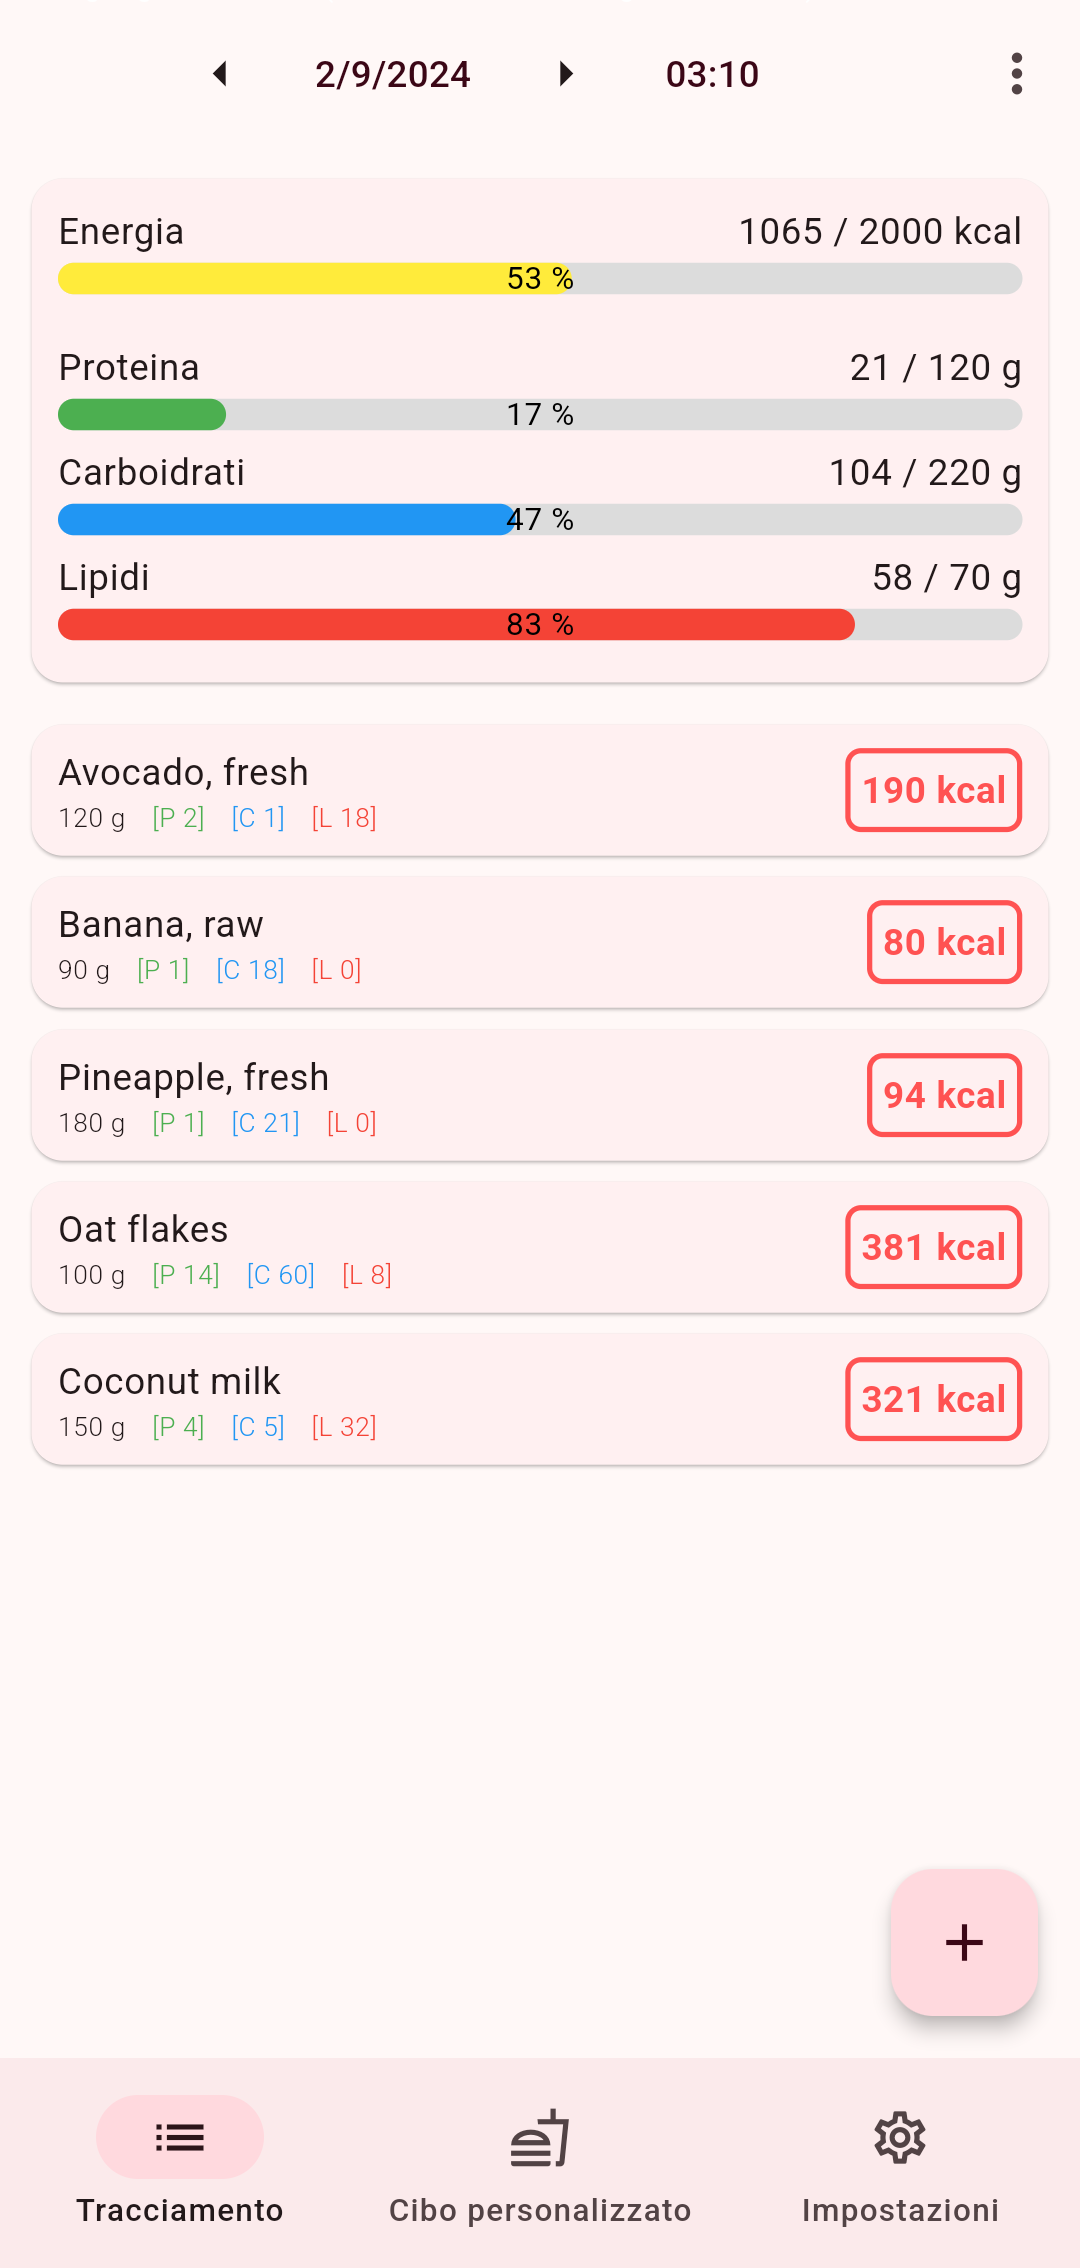 2/9/2024 03:10
Energia 1065 / 2000 kcal
53 %
Proteina 21 / 120 g
17 %
Carboidrati 104 / 220 g
47 %
Lipidi 58 / 70 g
83 %
Avocado, fresh
190 kcal
120 g [P 2] [C 1] [L 18]
Banana, raw
80 kcal
90 g [P 1] [C 18] [L 0]
Pineapple, fresh
94 kcal
180 g [P 1] [C 21] [L 0]
Oat flakes
381 kcal
100 g [P 14] [C 60] [L 8]
Coconut milk
321 kcal
150 g [P 4] [C 5] [L 32]
Tracciamento Cibo personalizzato Impostazioni